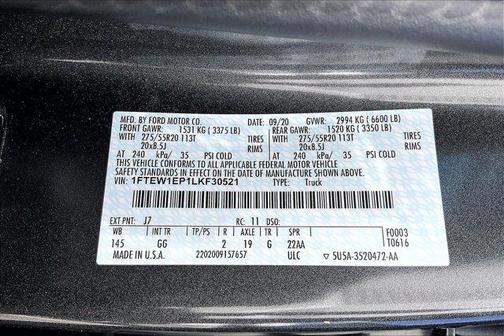 MFD. BY FORD MOTOR CO. DATE: 09/20 GVWR: 2994 KG ( 6600 LB)
FRONT GAWR: 1531 KG ( 3375 LB) REAR GAWR: 1520 KG ( 3350 LB)
275/55R20 113T TIRES 275/55R20 113T TIRES
20x8.5J RIMS 20x8.5J RIMS
AT 240 kPa/ 35 PSI COLD AT 240 kPa/ 35 PSI COLD
THIS VEHICLE CONFORMS TO ALL APPLICABLE FEDERAL MOTOR VEHICLE
SAFETY STANDARDS IN EFFECT ON THE DATE OF MANUFACTURE SHOWN ABOVE.
VIN: 1FTEW1EP1LKF30521 TYPE: Truck
EXT PNT: J7 RC: 11 DSO: F0003
WB INT TR TP/PS R AXLE TR SPR T0616
145 GG 2 19 G 22AA
MADE IN U.S.A. 2202009157657 ULC 5U5A-3520472-AA